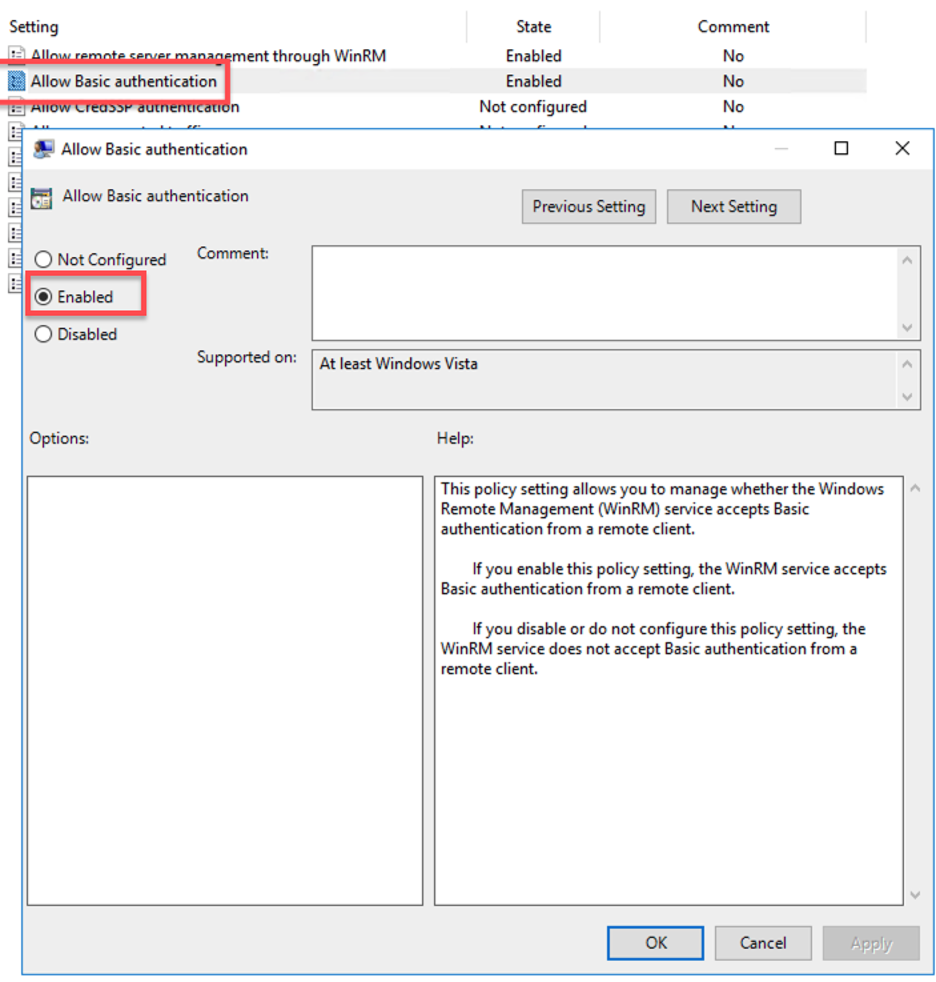 Setting State Comment
Allow remote server management through WinRM Enabled No
Allow Basic authentication Enabled No
Allow CredSSP authentication Not configured No
Allow Basic authentication
Allow Basic authentication
Previous Setting Next Setting
Not Configured
Comment:
Enabled
Disabled
Supported on:
At least Windows Vista
Options:
Help:
This policy setting allows you to manage whether the Windows
Remote Management (WinRM) service accepts Basic
authentication from a remote client.
If you enable this policy setting, the WinRM service accepts
Basic authentication from a remote client.
If you disable or do not configure this policy setting, the
WinRM service does not accept Basic authentication from a
remote client.
OK Cancel Apply